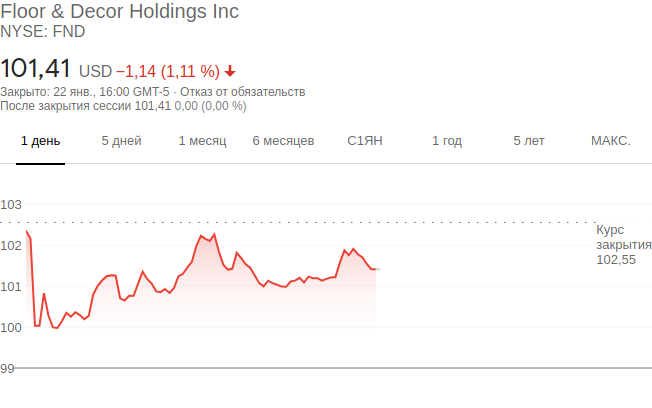 Floor & Decor Holdings Inc
NYSE: FND
101,41 USD −1,14 (1,11 %)
Закрыто: 22 янв., 16:00 GMT-5 · Отказ от обязательств
После закрытия сессии 101,41 0,00 (0,00 %)
1 день 5 дней 1 месяц 6 месяцев С1ЯН 1 год 5 лет МАКС.
103
Курс
закрытия
102,55
102
101
100
99